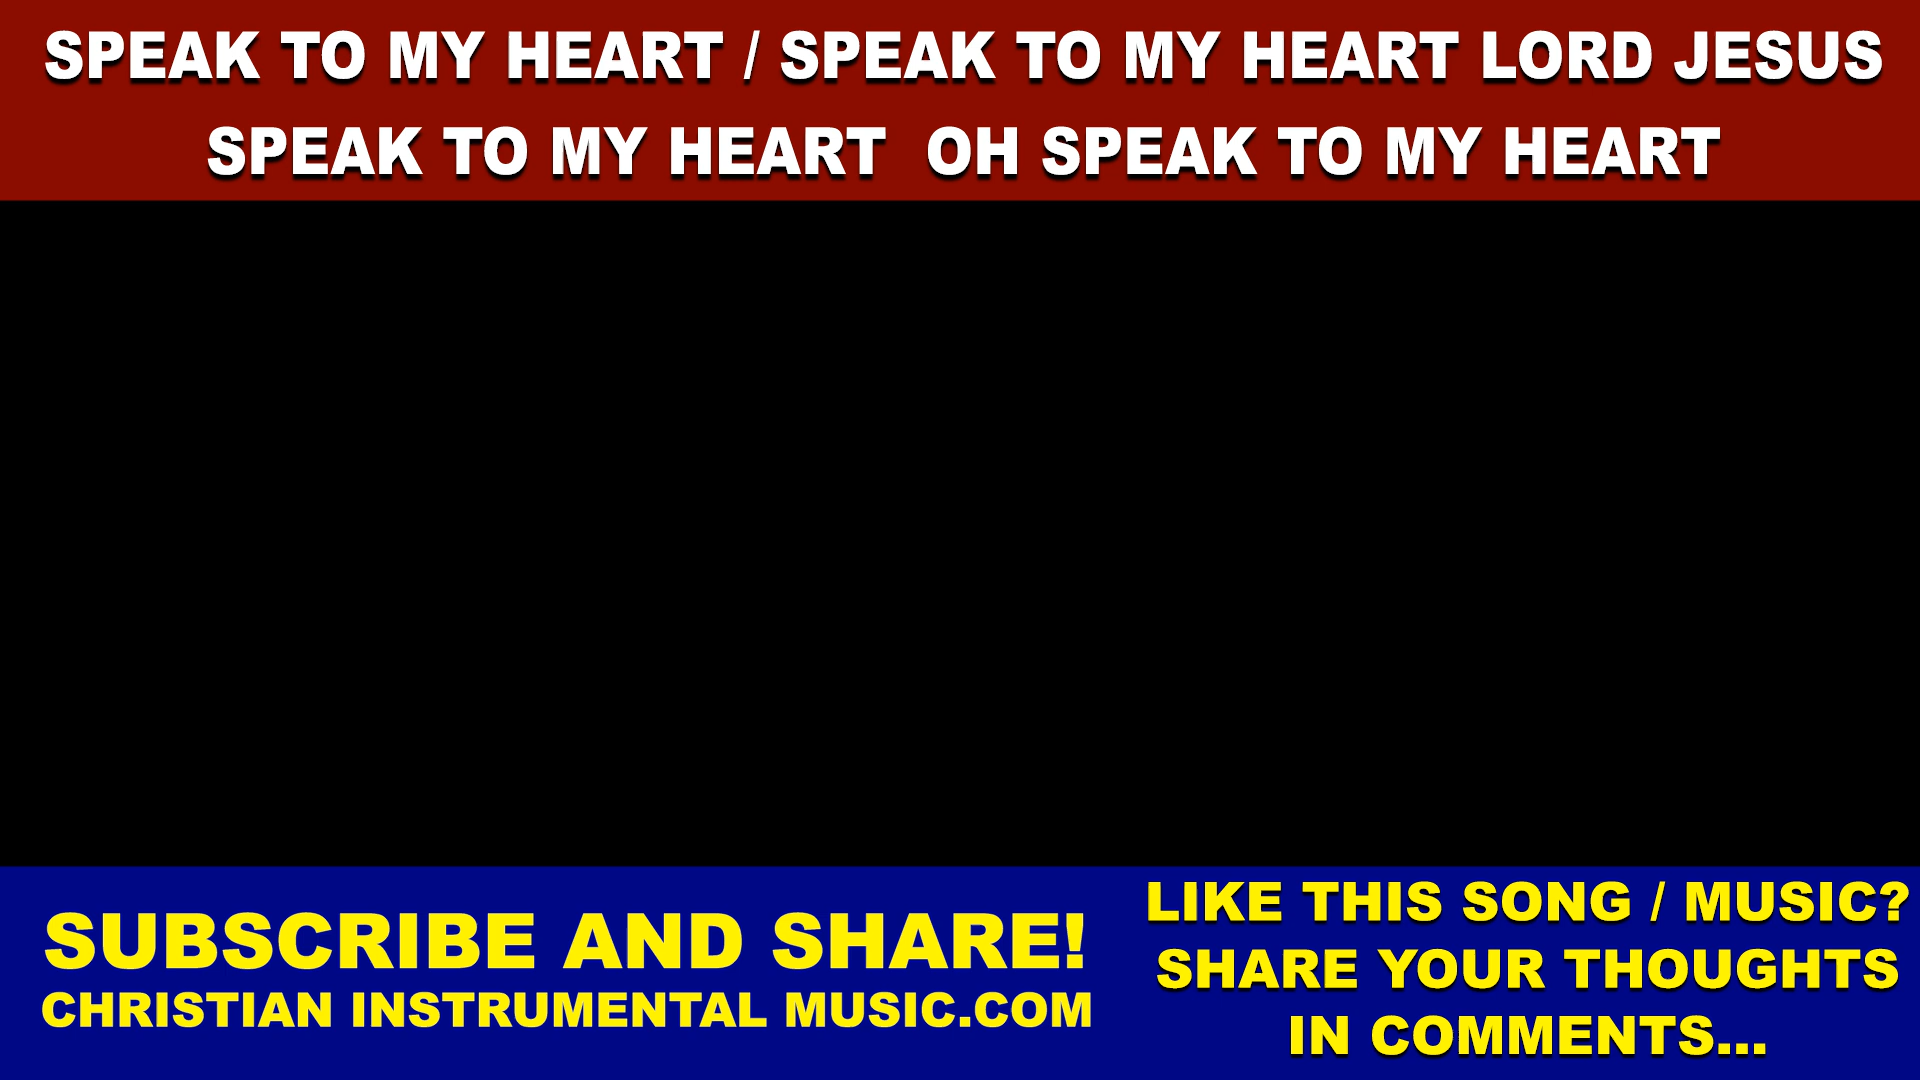 SPEAK TO MY HEART / SPEAK TO MY HEART LORD JESUS
SPEAK TO MY HEART  OH SPEAK TO MY HEART
SUBSCRIBE AND SHARE!
CHRISTIAN INSTRUMENTAL MUSIC.COM
LIKE THIS SONG / MUSIC?
SHARE YOUR THOUGHTS
IN COMMENTS...